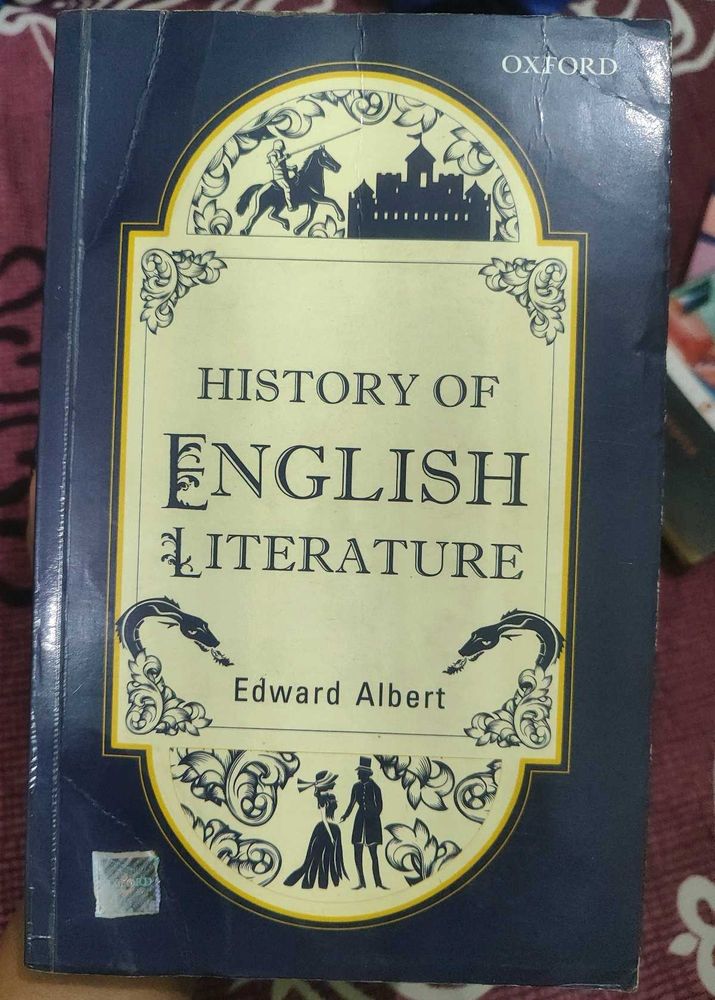 OXFORD
HISTORY OF
ENGLISH
LITERATURE
Edward Albert